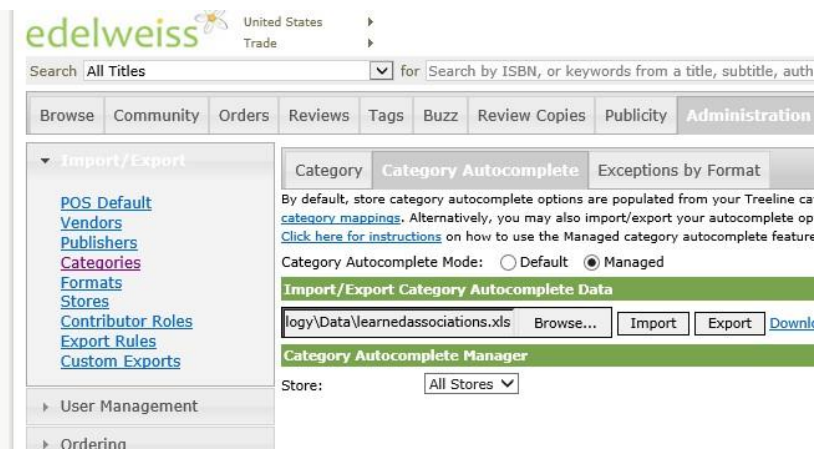 edelweiss
United States
Trade
Search All Titles for Search by ISBN, or keywords from a title, subtitle, auth
Browse Community Orders Reviews Tags Buzz Review Copies Publicity Administration
Import/Export
POS Default
Vendors
Publishers
Categories
Formats
Stores
Contributor Roles
Export Rules
Custom Exports
User Management
Ordering
Category Category Autocomplete Exceptions by Format
By default, store category autocomplete options are populated from your Treeline ca
category mappings. Alternatively, you may also import/export your autocomplete op
Click here for instructions on how to use the Managed category autocomplete feature
Category Autocomplete Mode: Default Managed
Import/Export Category Autocomplete Data
logy\Data\learnedassociations.xls Browse... Import Export Downl
Category Autocomplete Manager
Store: All Stores